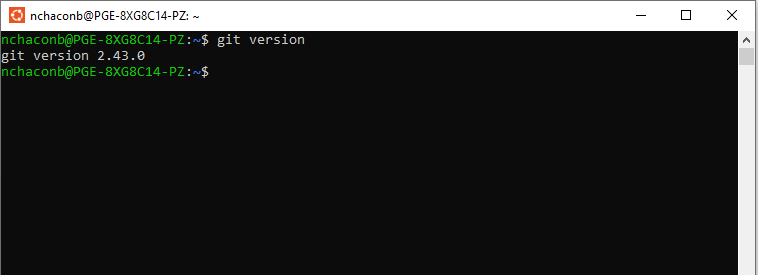 nchaconb@PGE-8XG8C14-PZ: ~
nchaconb@PGE-8XG8C14-PZ:~$ git version
git version 2.43.0
nchaconb@PGE-8XG8C14-PZ:~$